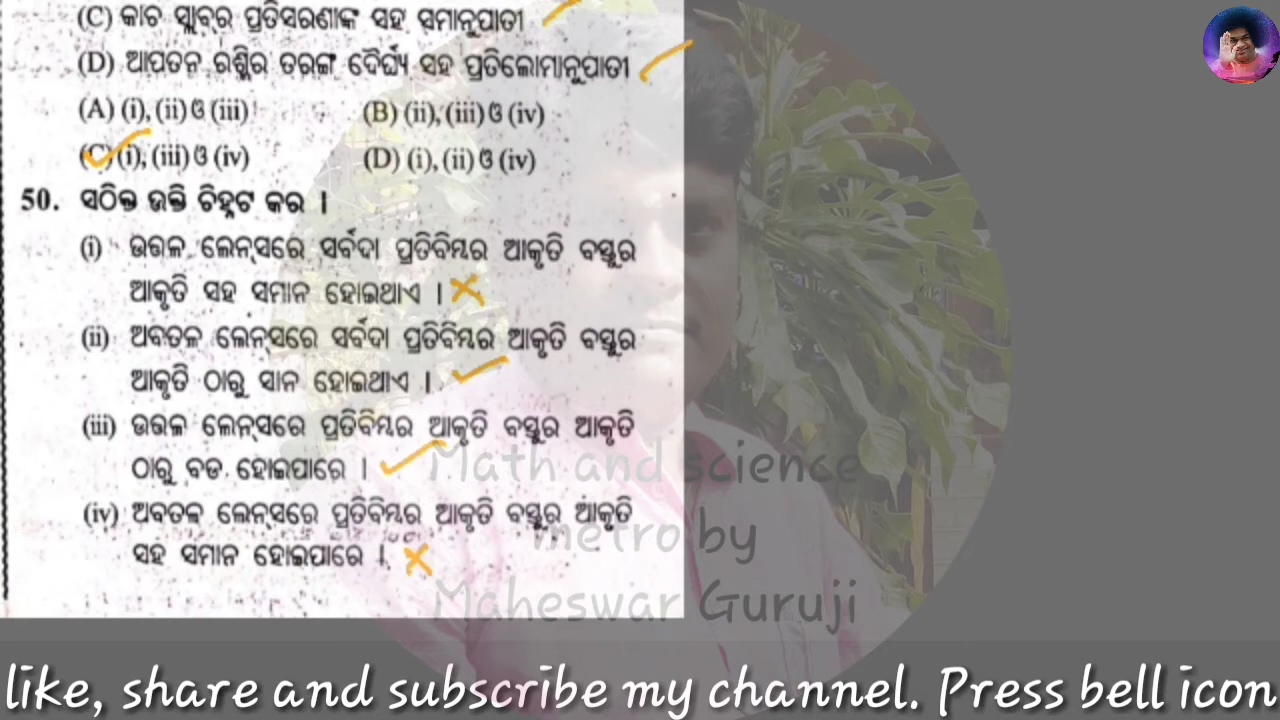 (C) କାଚ ସ୍ଲାବ୍‌ର ପ୍ରତିସରଣାଙ୍କ ସହ ସମାନୁପାତୀ
(D) ଆପତନ ରଶ୍ମିର ତରଙ୍ଗ ଦୈର୍ଘ୍ୟ ସହ ପ୍ରତିଲୋମାନୁପାତୀ
(A) (i), (ii) ଓ (iii) (B) (ii), (iii) ଓ (iv)
(C) (i), (iii) ଓ (iv) (D) (i), (ii) ଓ (iv)
50. ସଠିକ୍ ଉକ୍ତି ଚିହ୍ନଟ କର ।
(i) ଉତ୍ତଳ ଲେନ୍‌ସରେ ସର୍ବଦା ପ୍ରତିବିମ୍ବର ଆକୃତି ବସ୍ତୁର
ଆକୃତି ସହ ସମାନ ହୋଇଥାଏ ।
(ii) ଅବତଳ ଲେନ୍‌ସରେ ସର୍ବଦା ପ୍ରତିବିମ୍ବର ଆକୃତି ବସ୍ତୁର
ଆକୃତି ଠାରୁ ସାନ ହୋଇଥାଏ ।
(iii) ଉତ୍ତଳ ଲେନ୍‌ସରେ ପ୍ରତିବିମ୍ବର ଆକୃତି ବସ୍ତୁର ଆକୃତି
ଠାରୁ ବଡ ହୋଇପାରେ ।
(iv) ଅବତଳ ଲେନ୍‌ସରେ ପ୍ରତିବିମ୍ବର ଆକୃତି ବସ୍ତୁର ଆକୃତି
ସହ ସମାନ ହୋଇପାରେ ।
Math and science
metro by
Maheswar Guruji
like, share and subscribe my channel. Press bell icon